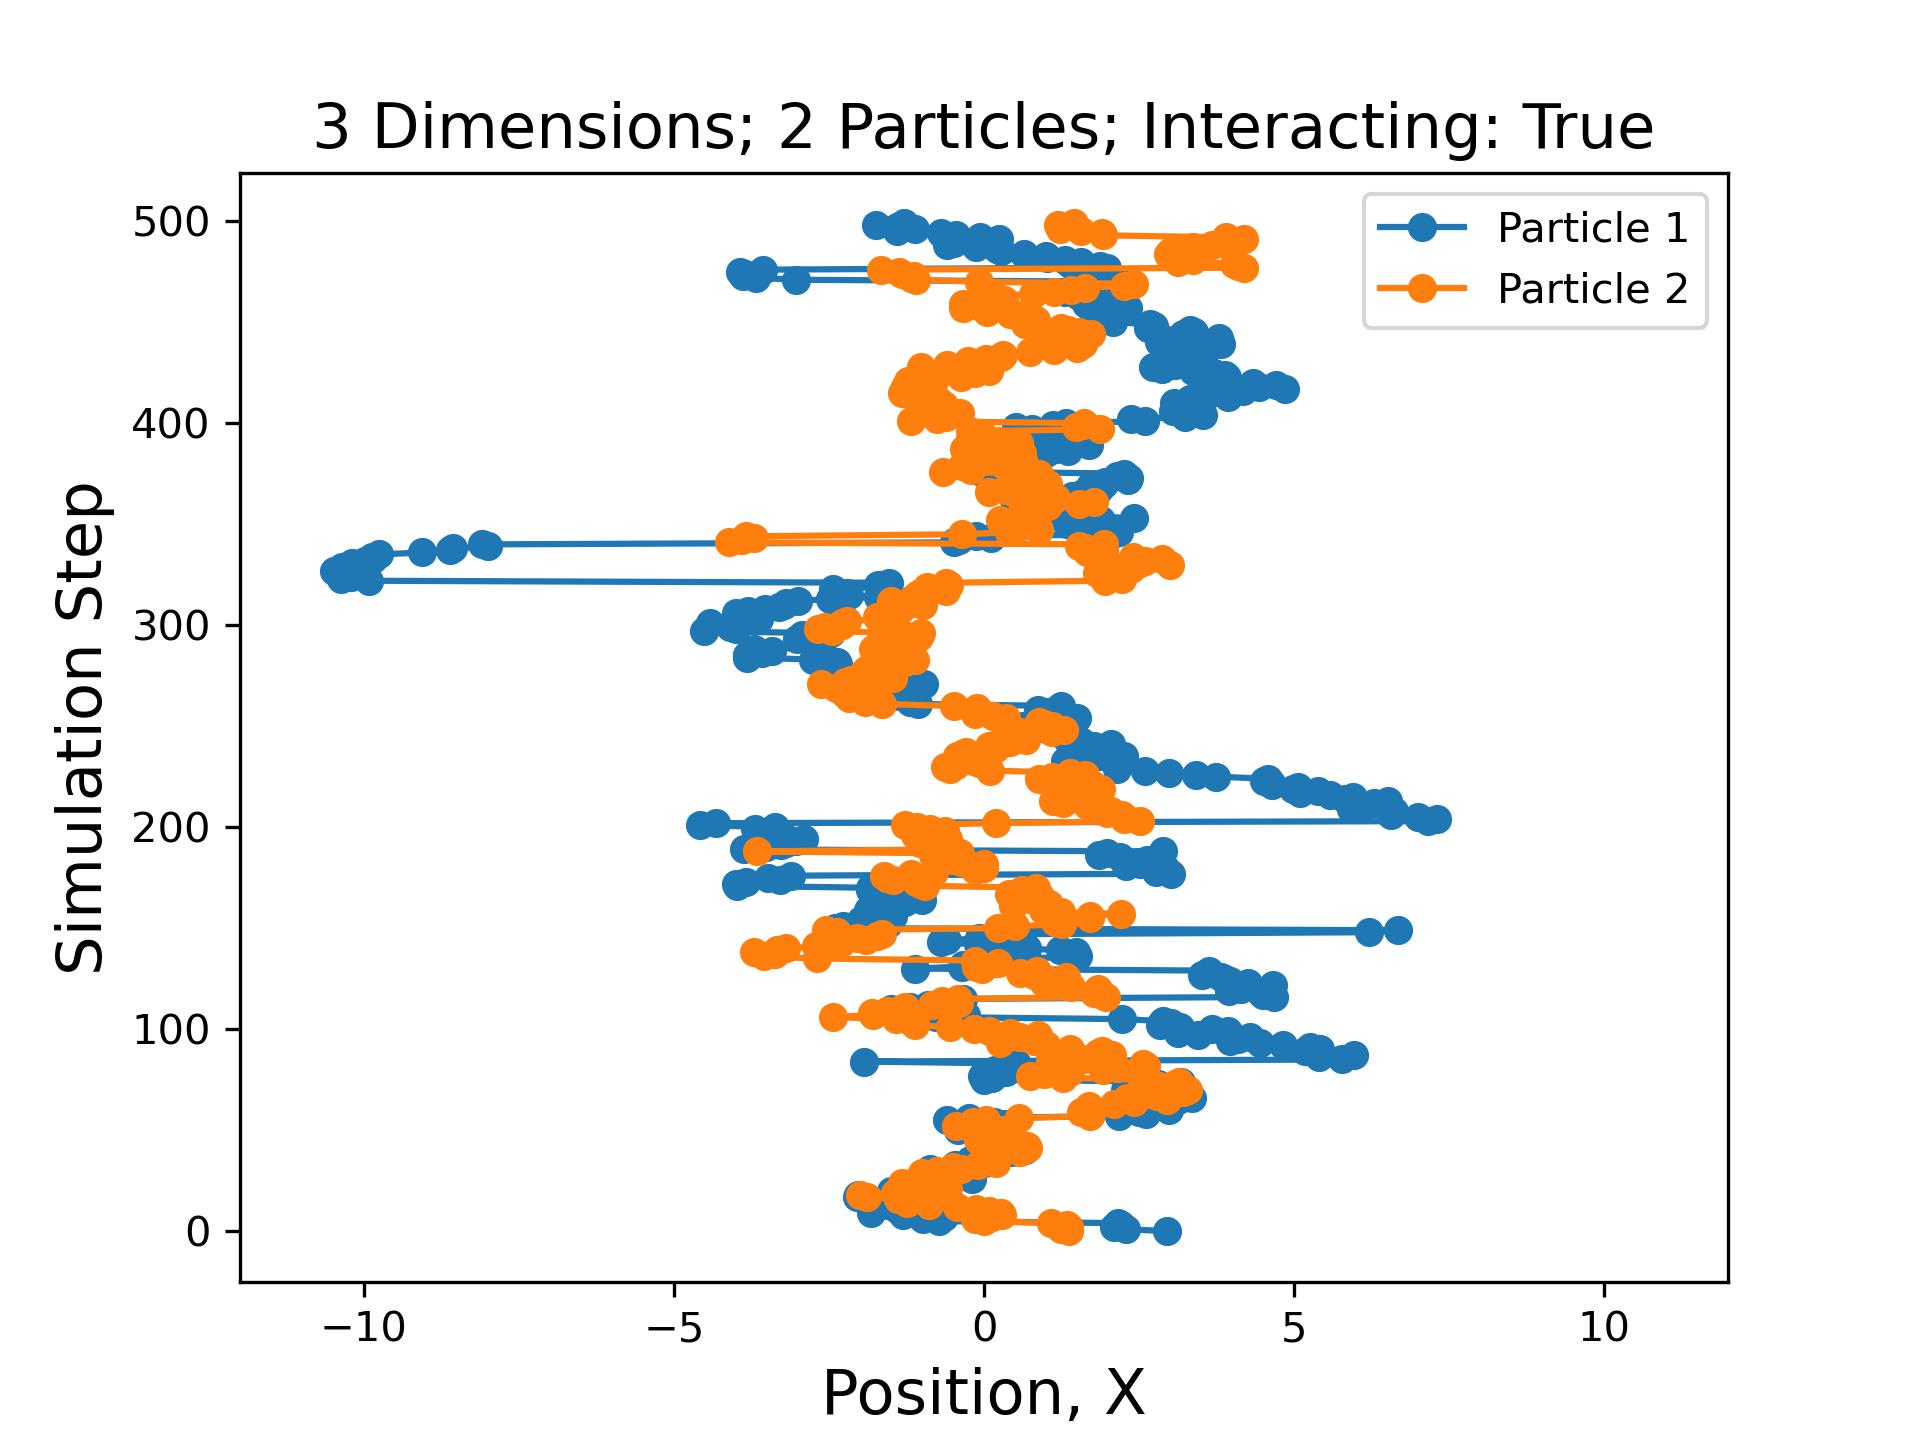 3 Dimensions; 2 Particles; Interacting: True
Particle 1
Particle 2
Simulation Step
500
400
300
200
100
0
−10
−5
0
5
10
Position, X